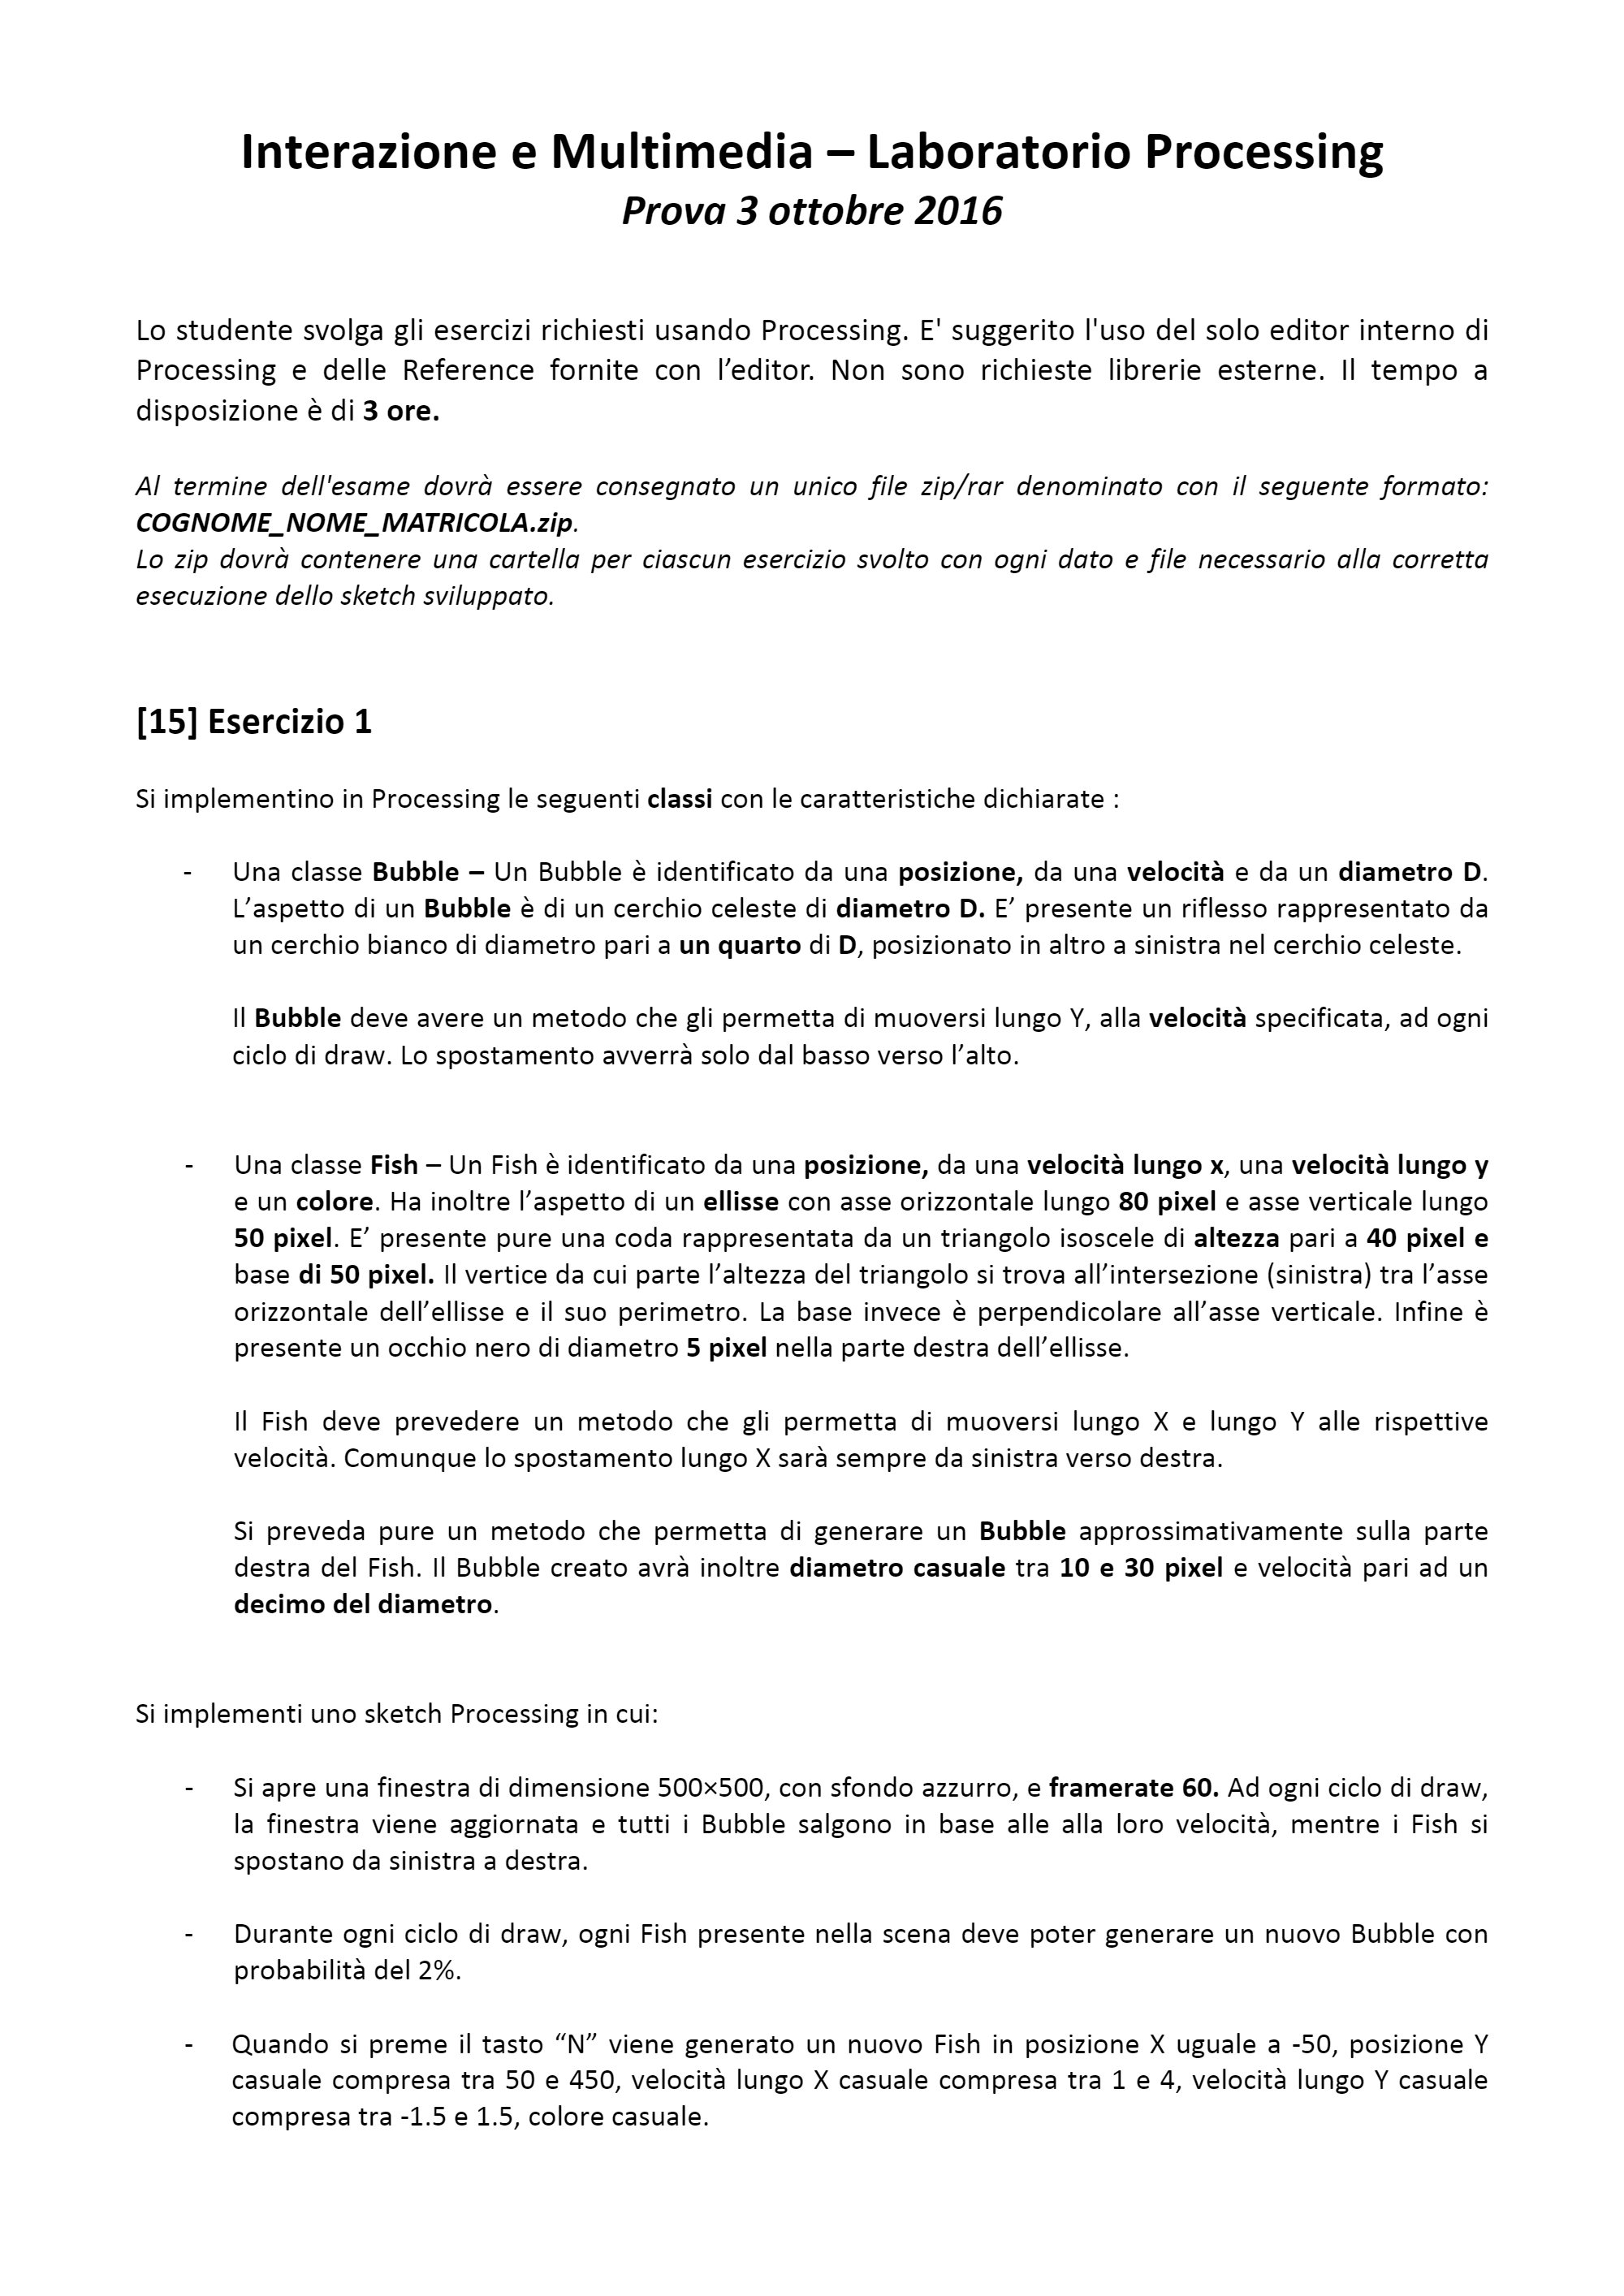 Interazione e Multimedia – Laboratorio Processing
Prova 3 ottobre 2016
Lo studente svolga gli esercizi richiesti usando Processing. E' suggerito l'uso del solo editor interno di
Processing e delle Reference fornite con l’editor. Non sono richieste librerie esterne. Il tempo a
disposizione è di 3 ore.
Al termine dell'esame dovrà essere consegnato un unico file zip/rar denominato con il seguente formato:
COGNOME_NOME_MATRICOLA.zip.
Lo zip dovrà contenere una cartella per ciascun esercizio svolto con ogni dato e file necessario alla corretta
esecuzione dello sketch sviluppato.
[15] Esercizio 1
Si implementino in Processing le seguenti classi con le caratteristiche dichiarate :
- Una classe Bubble – Un Bubble è identificato da una posizione, da una velocità e da un diametro D.
L’aspetto di un Bubble è di un cerchio celeste di diametro D. E’ presente un riflesso rappresentato da
un cerchio bianco di diametro pari a un quarto di D, posizionato in altro a sinistra nel cerchio celeste.
Il Bubble deve avere un metodo che gli permetta di muoversi lungo Y, alla velocità specificata, ad ogni
ciclo di draw. Lo spostamento avverrà solo dal basso verso l’alto.
- Una classe Fish – Un Fish è identificato da una posizione, da una velocità lungo x, una velocità lungo y
e un colore. Ha inoltre l’aspetto di un ellisse con asse orizzontale lungo 80 pixel e asse verticale lungo
50 pixel. E’ presente pure una coda rappresentata da un triangolo isoscele di altezza pari a 40 pixel e
base di 50 pixel. Il vertice da cui parte l’altezza del triangolo si trova all’intersezione (sinistra) tra l’asse
orizzontale dell’ellisse e il suo perimetro. La base invece è perpendicolare all’asse verticale. Infine è
presente un occhio nero di diametro 5 pixel nella parte destra dell’ellisse.
Il Fish deve prevedere un metodo che gli permetta di muoversi lungo X e lungo Y alle rispettive
velocità. Comunque lo spostamento lungo X sarà sempre da sinistra verso destra.
Si preveda pure un metodo che permetta di generare un Bubble approssimativamente sulla parte
destra del Fish. Il Bubble creato avrà inoltre diametro casuale tra 10 e 30 pixel e velocità pari ad un
decimo del diametro.
Si implementi uno sketch Processing in cui:
- Si apre una finestra di dimensione 500×500, con sfondo azzurro, e framerate 60. Ad ogni ciclo di draw,
la finestra viene aggiornata e tutti i Bubble salgono in base alle alla loro velocità, mentre i Fish si
spostano da sinistra a destra.
- Durante ogni ciclo di draw, ogni Fish presente nella scena deve poter generare un nuovo Bubble con
probabilità del 2%.
- Quando si preme il tasto “N” viene generato un nuovo Fish in posizione X uguale a -50, posizione Y
casuale compresa tra 50 e 450, velocità lungo X casuale compresa tra 1 e 4, velocità lungo Y casuale
compresa tra -1.5 e 1.5, colore casuale.